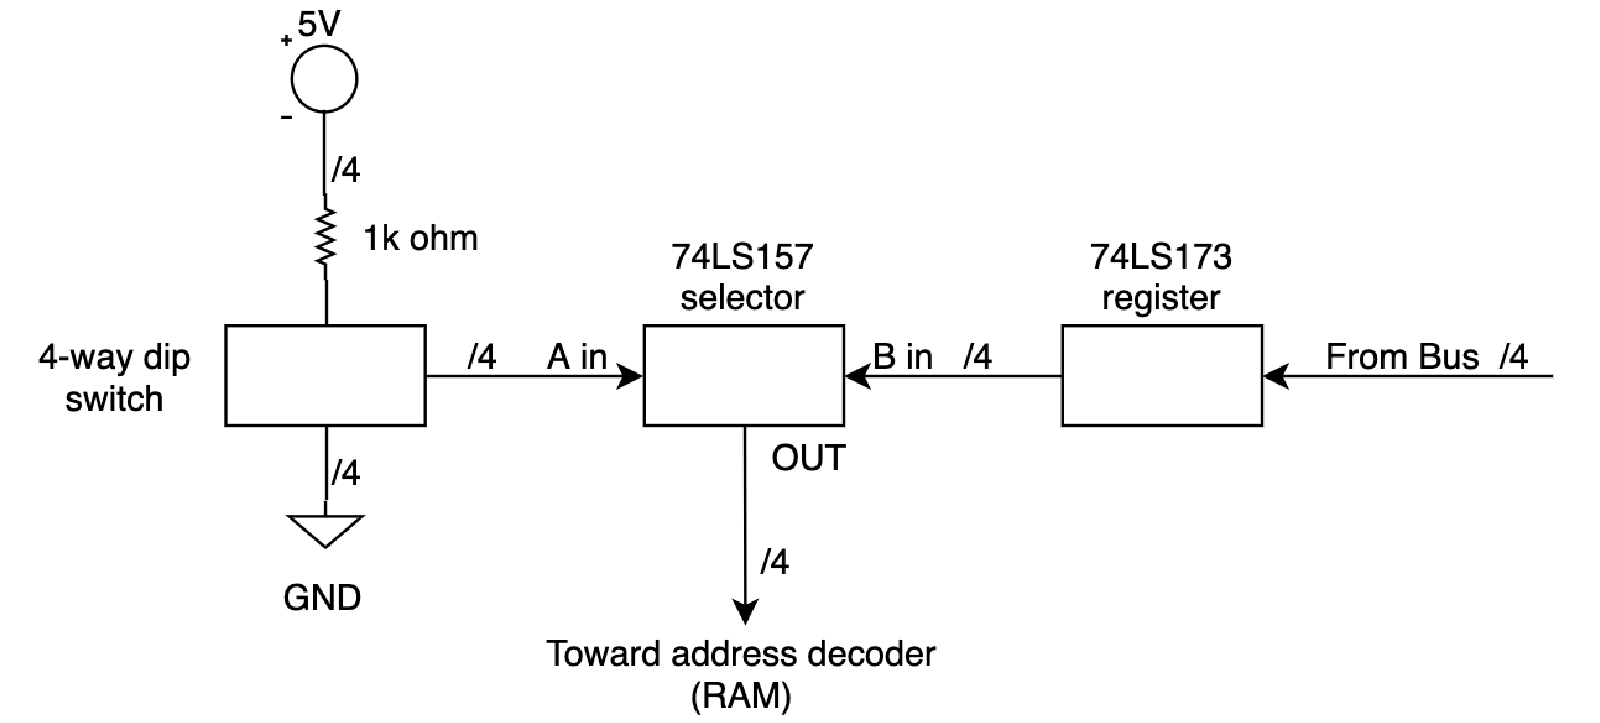 5V
+
-
/4
1k ohm
74LS157
selector
74LS173
register
4-way dip
switch
/4 A in
B in /4
From Bus /4
/4
OUT
GND
/4
Toward address decoder
(RAM)